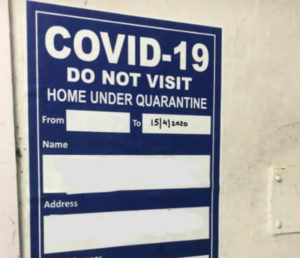 COVID-19
DO NOT VISIT
HOME UNDER QUARANTINE
From To 15/4/2020
Name
Address